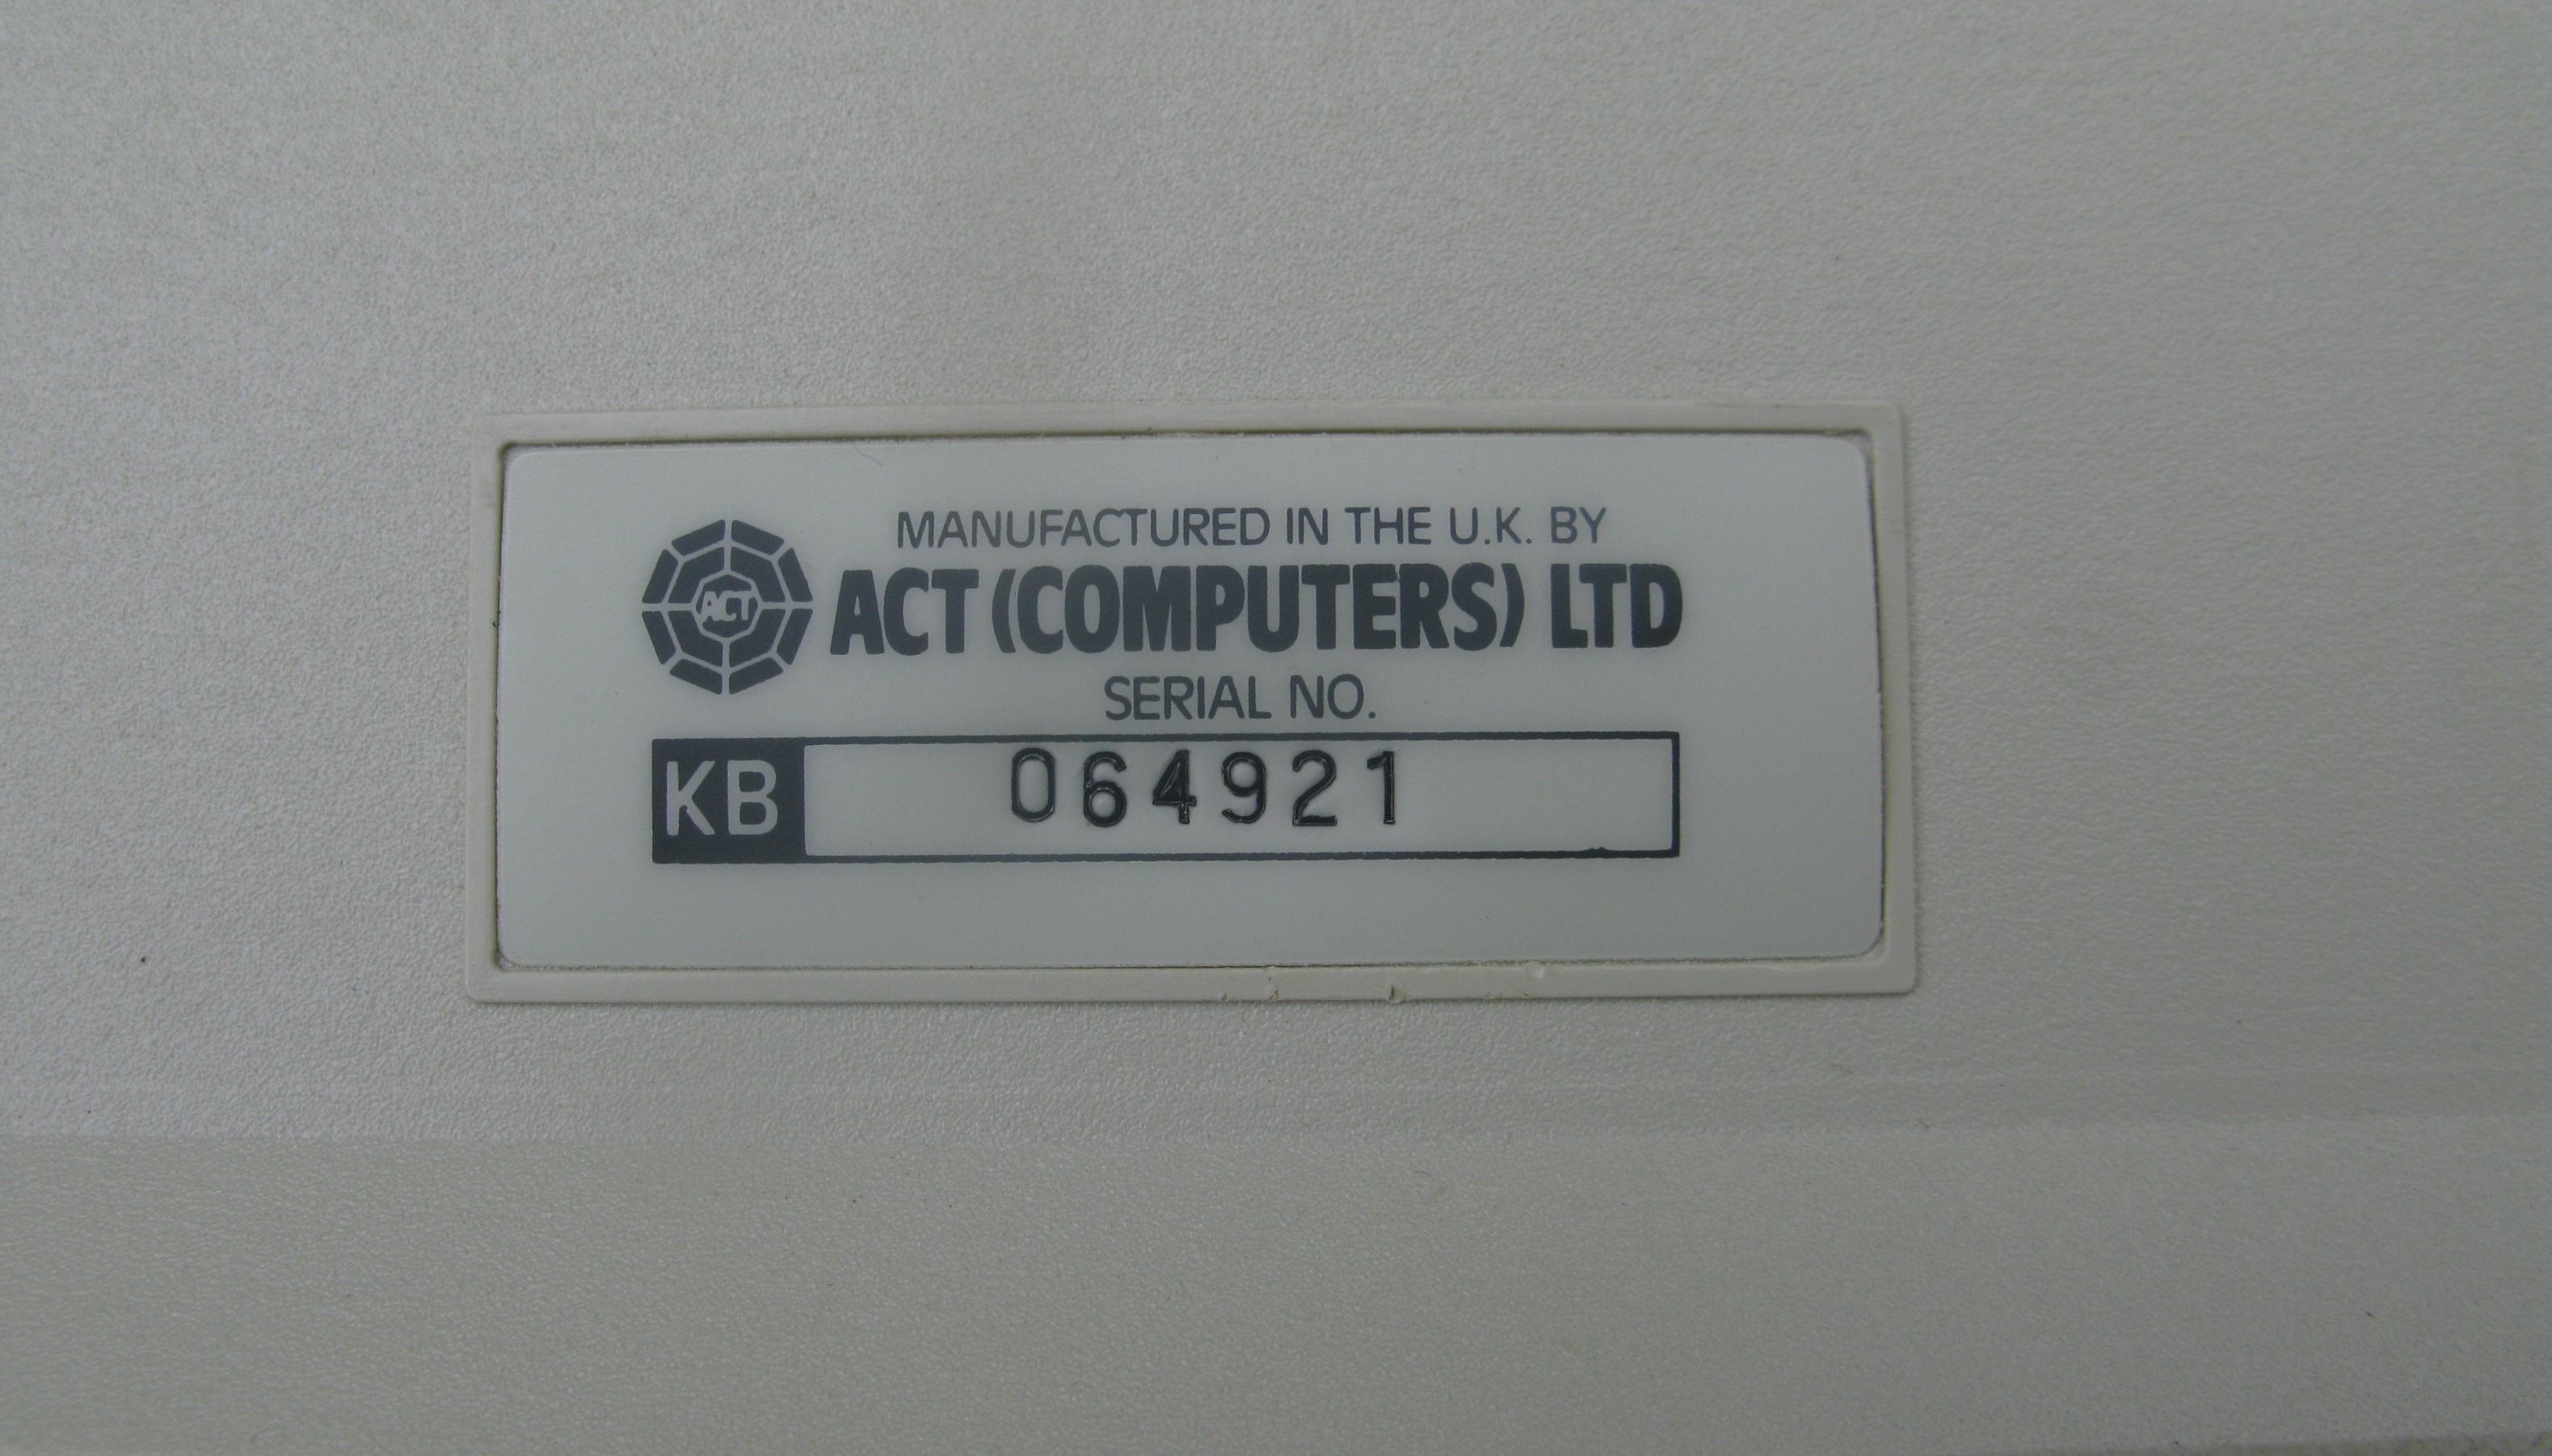 MANUFACTURED IN THE U.K. BY
ACT
ACT (COMPUTERS) LTD
SERIAL NO.
KB 064921